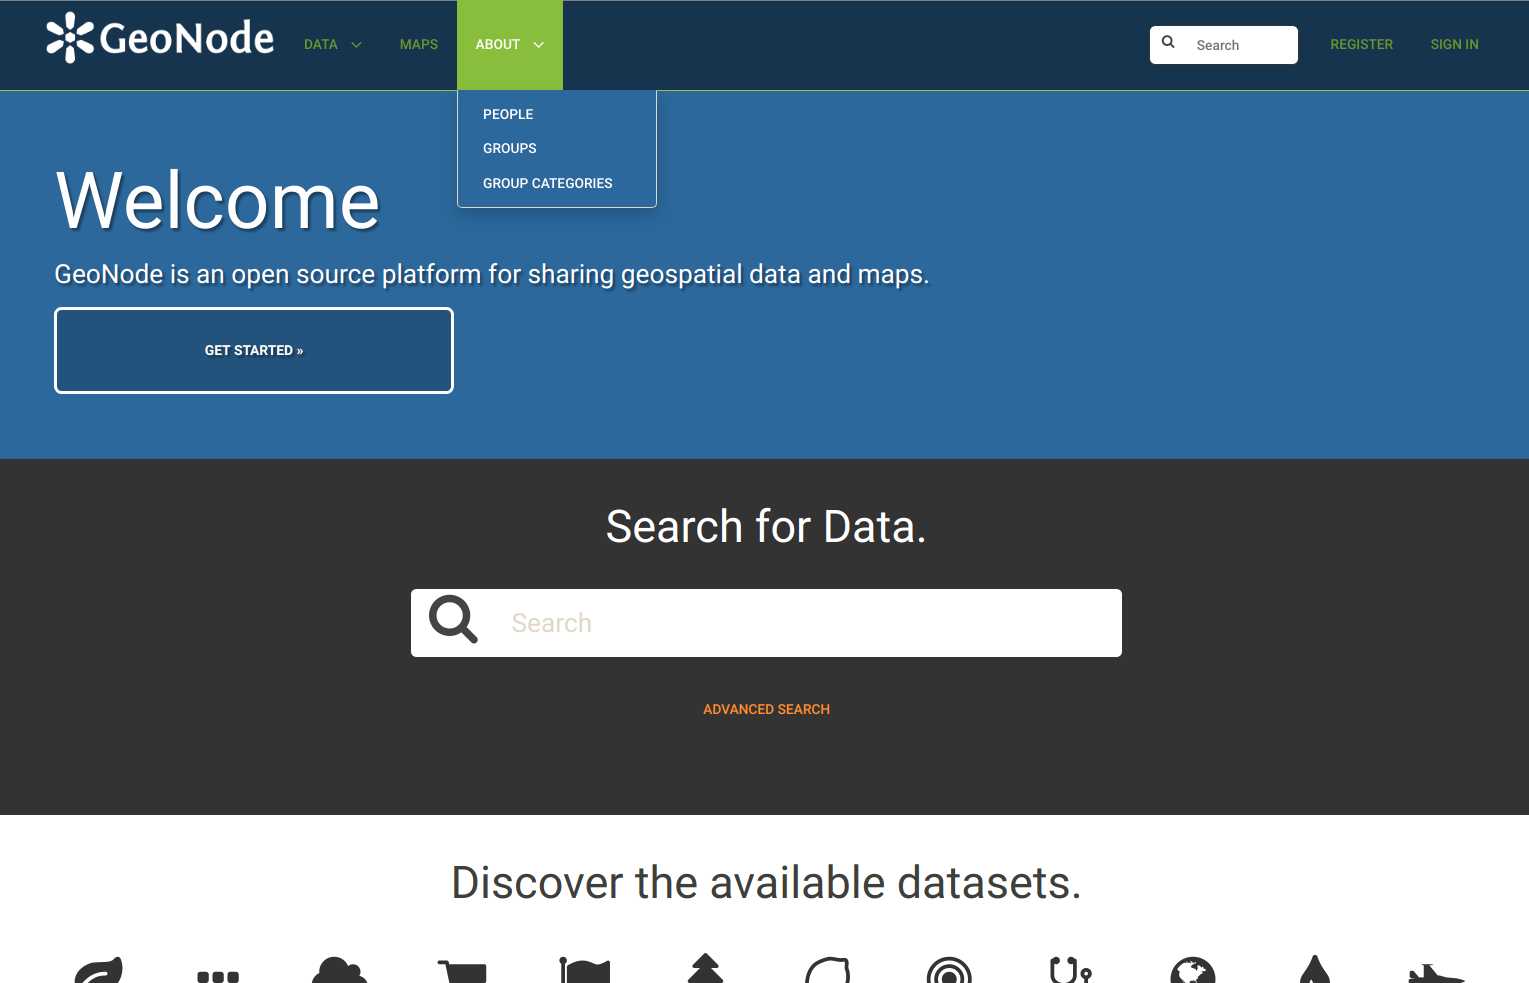 GeoNode
DATA
MAPS
ABOUT
Search
REGISTER
SIGN IN
PEOPLE
GROUPS
GROUP CATEGORIES
Welcome
GeoNode is an open source platform for sharing geospatial data and maps.
GET STARTED »
Search for Data.
Search
ADVANCED SEARCH
Discover the available datasets.